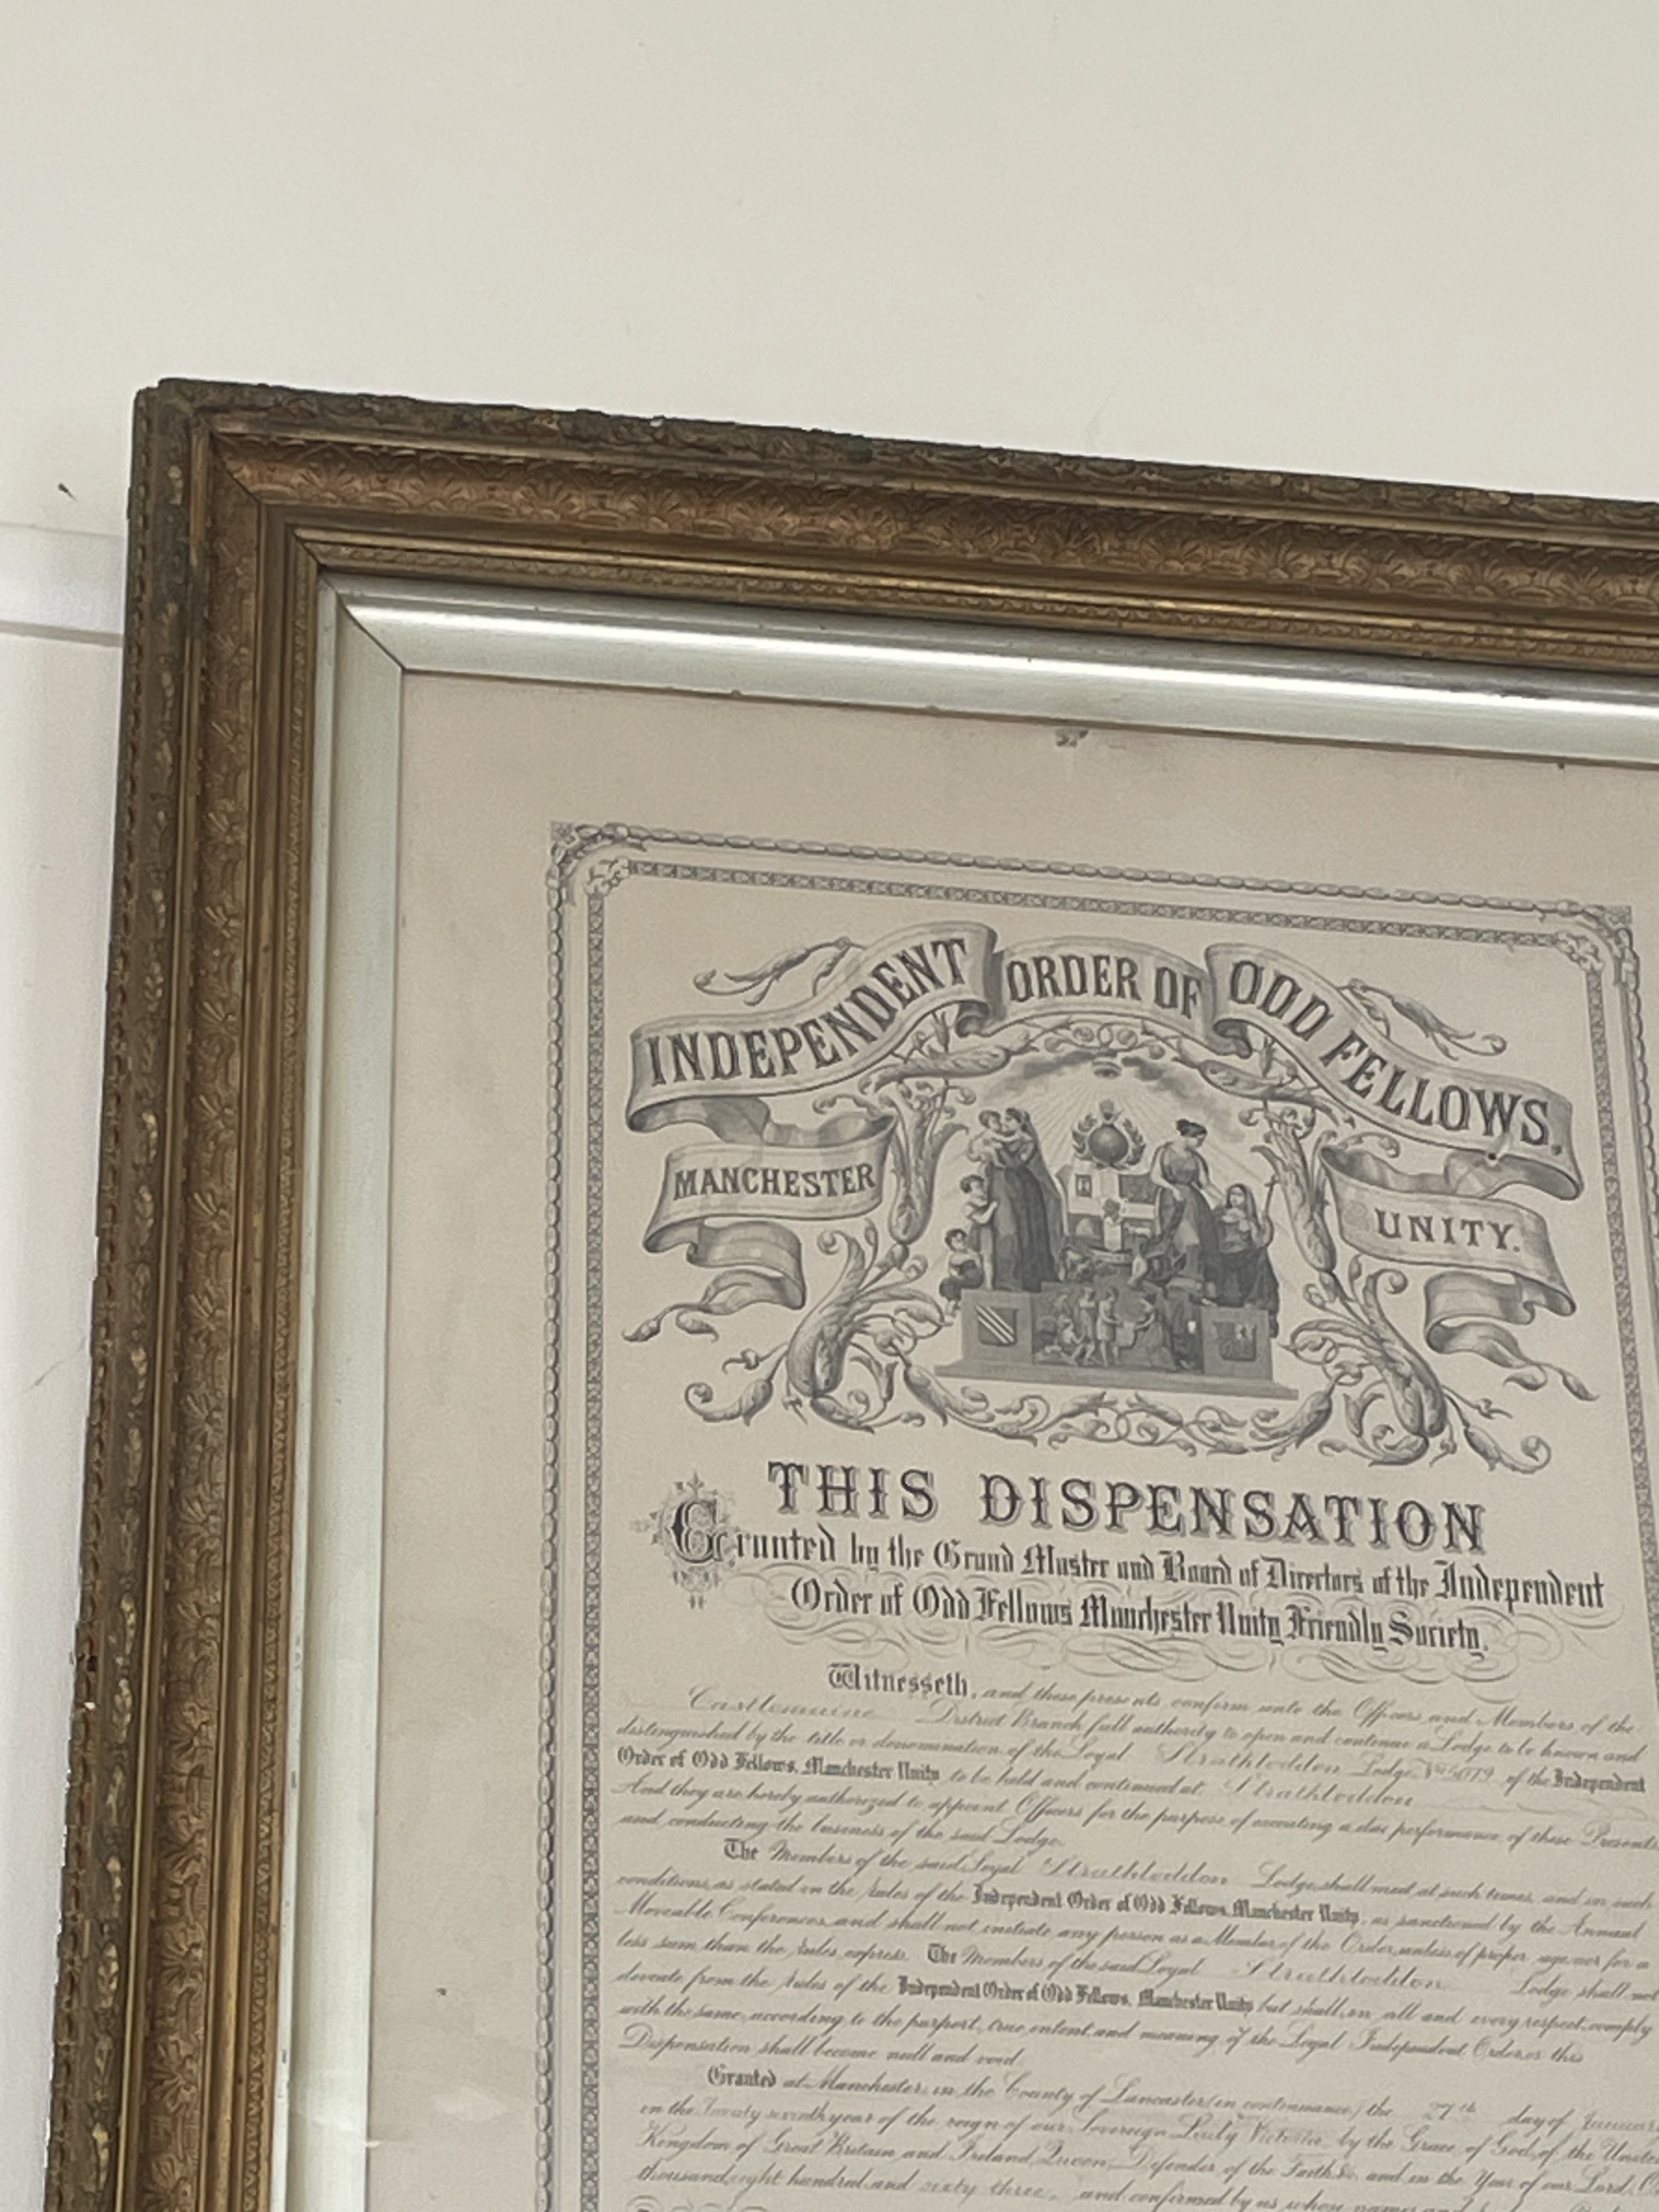 INDEPENDENT ORDER OF ODD FELLOWS.
MANCHESTER UNITY.
THIS DISPENSATION
Granted by the Grand Master and Board of Directors of the Independent
Order of Odd Fellows Manchester Unity Friendly Society.
Witnesseth, and these presents confirm unto the Officers and Members of the
Castlemaine District Branch full authority to open and continue a Lodge to be known and
distinguished by the title or denomination of the Loyal Strathloddon Lodge No 5079 of the Independent
Order of Odd Fellows, Manchester Unity to be held and continued at Strathloddon
And they are hereby authorized to appoint Officers for the purpose of executing a due performance of these Presents
and conducting the business of the said Lodge.
The Members of the said Loyal Strathloddon Lodge shall meet at such times and on such
conditions as stated in the rules of the Independent Order of Odd Fellows Manchester Unity, as sanctioned by the Annual
Moveable Conferences and shall not initiate any person as a Member of the Order unless of proper age nor for a
less sum than the rules express. The Members of the said Loyal Strathloddon Lodge shall not
deviate from the rules of the Independent Order of Odd Fellows, Manchester Unity but shall in all and every respect comply
with the same, according to the purport, true intent and meaning of the Loyal Independent Order or this
Dispensation shall become null and void.
Granted at Manchester in the County of Lancaster (in continuance) the 27th day of
in the Twenty seventh year of the reign of our Sovereign Lady Victoria by the Grace of God, of the
Kingdom of Great Britain and Ireland, Queen, Defender of the Faith &c. and in the Year of our Lord,
thousand eight hundred and sixty three, and confirmed by us whose names